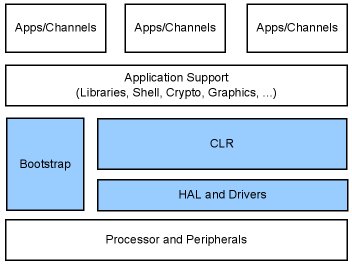 Apps/Channels
Apps/Channels
Apps/Channels
Application Support
(Libraries, Shell, Crypto, Graphics, ...)
Bootstrap
CLR
HAL and Drivers
Processor and Peripherals